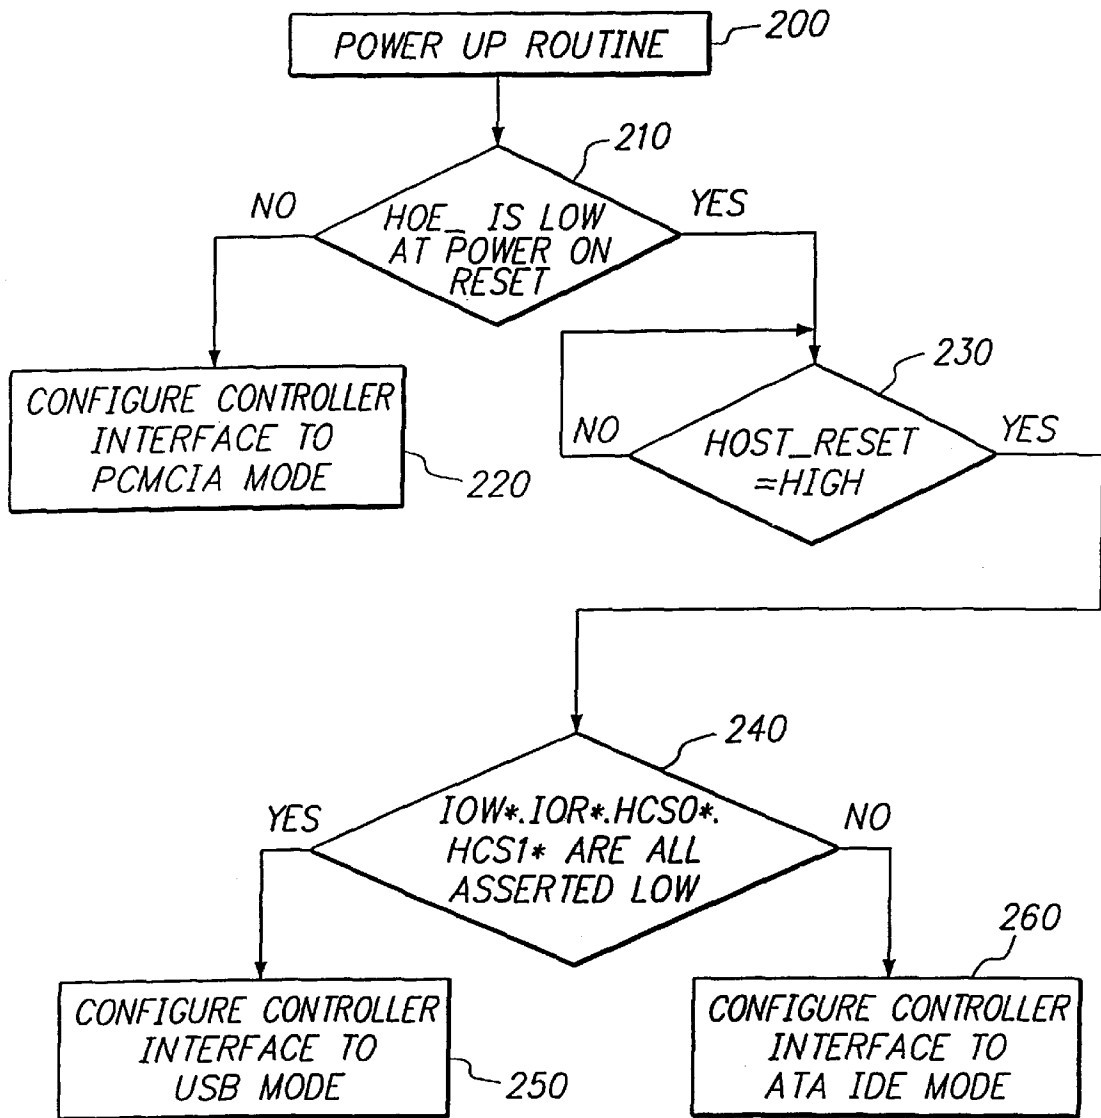 POWER UP ROUTINE
200
210
NO
YES
HOE_ IS LOW
AT POWER ON
RESET
230
CONFIGURE CONTROLLER
INTERFACE TO
PCMCIA MODE
220
NO
YES
HOST_RESET
=HIGH
240
YES
NO
IOW*.IOR*.HCS0*.
HCS1* ARE ALL
ASSERTED LOW
260
CONFIGURE CONTROLLER
INTERFACE TO
USB MODE
250
CONFIGURE CONTROLLER
INTERFACE TO
ATA IDE MODE